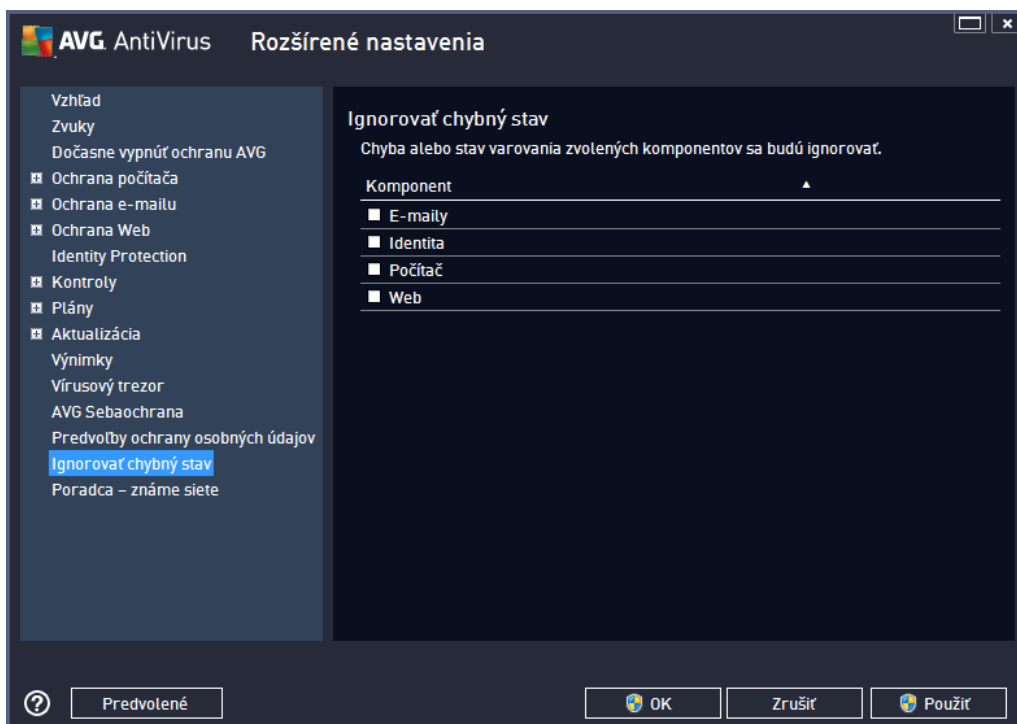 AVG AntiVirus Rozšírené nastavenia
Vzhľad
Zvuky
Dočasne vypnúť ochranu AVG
Ochrana počítača
Ochrana e-mailu
Ochrana Web
Identity Protection
Kontroly
Plány
Aktualizácia
Výnimky
Vírusový trezor
AVG Sebaochrana
Predvoľby ochrany osobných údajov
Ignorovať chybný stav
Poradca – známe siete
Ignorovať chybný stav
Chyba alebo stav varovania zvolených komponentov sa budú ignorovať.
Komponent
E-maily
Identita
Počítač
Web
Predvolené
OK
Zrušiť
Použiť